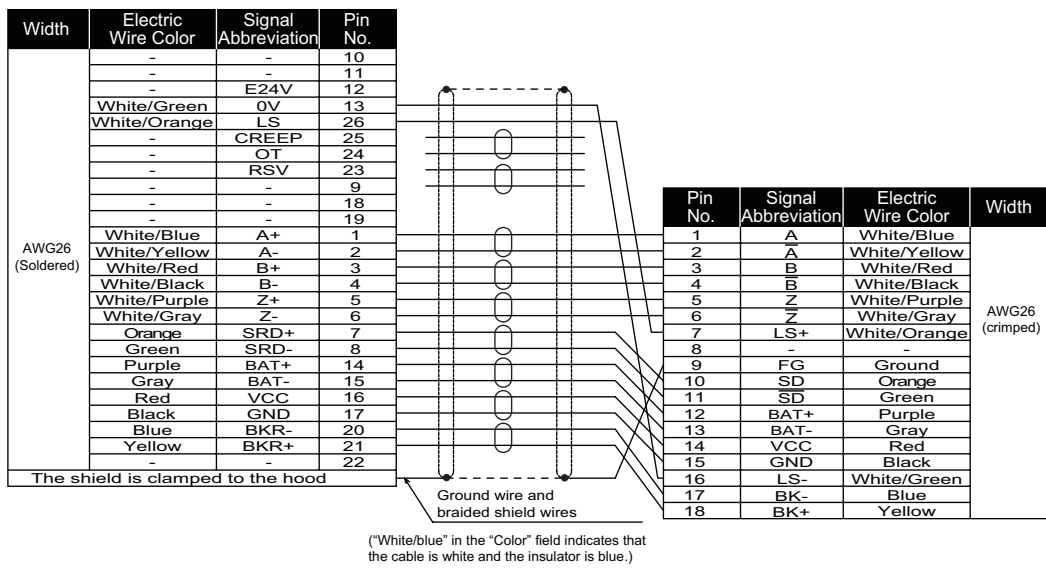 Width Electric Wire Color Signal Abbreviation Pin No.
- - 10
- - 11
- E24V 12
White/Green 0V 13
White/Orange LS 26
- CREEP 25
- OT 24
- RSV 23
- - 9
- - 18
- - 19
White/Blue A+ 1
White/Yellow A- 2
White/Red B+ 3
White/Black B- 4
White/Purple Z+ 5
White/Gray Z- 6
Orange SRD+ 7
Green SRD- 8
Purple BAT+ 14
Gray BAT- 15
Red VCC 16
Black GND 17
Blue BKR- 20
Yellow BKR+ 21
- - 22
AWG26
(Soldered)
The shield is clamped to the hood
Ground wire and
braided shield wires
("White/blue" in the "Color" field indicates that
the cable is white and the insulator is blue.)
Pin No. Signal Abbreviation Electric Wire Color Width
1 A White/Blue
2 A̅ White/Yellow
3 B White/Red
4 B̅ White/Black
5 Z White/Purple
6 Z̅ White/Gray
7 LS+ White/Orange
8 - -
9 FG Ground
10 SD Orange
11 S̅D̅ Green
12 BAT+ Purple
13 BAT- Gray
14 VCC Red
15 GND Black
16 LS- White/Green
17 BK- Blue
18 BK+ Yellow
AWG26
(crimped)